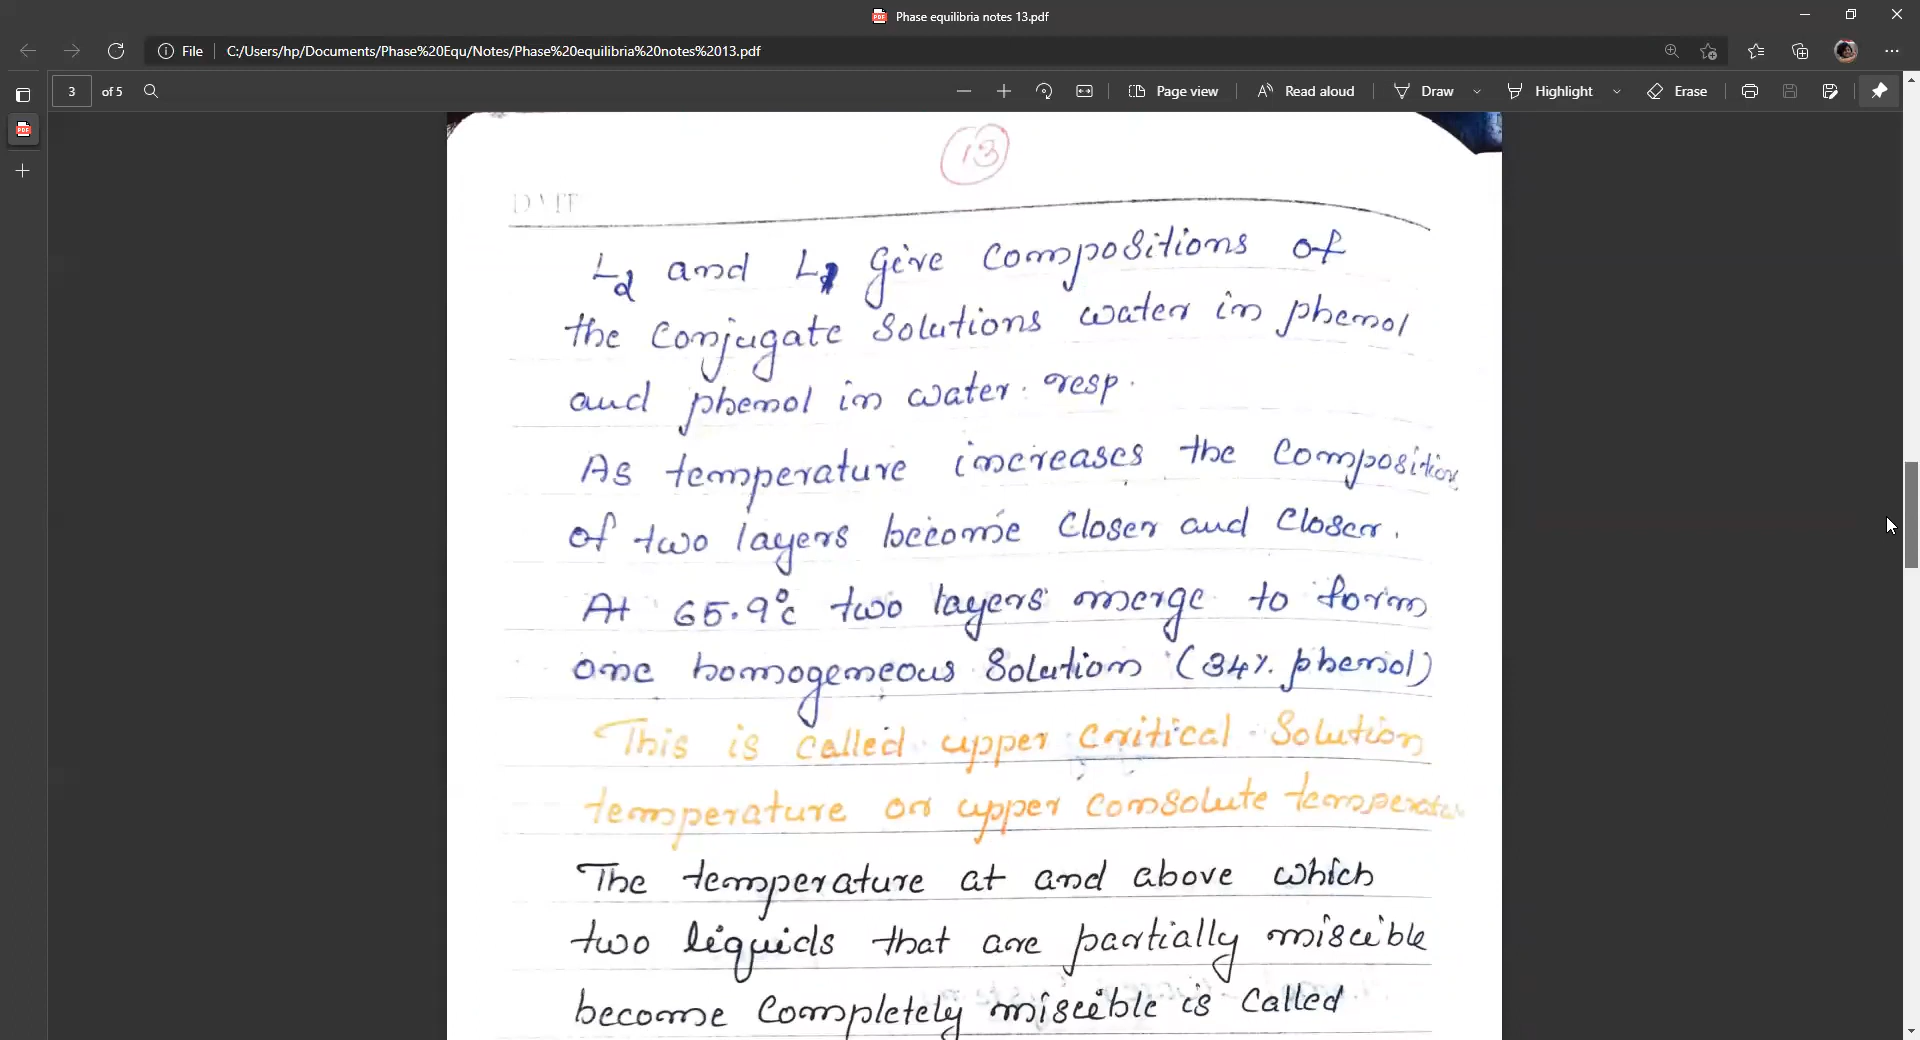 Phase equilibria notes 13.pdf
File
C:/Users/hp/Documents/Phase%20Equ/Notes/Phase%20equilibria%20notes%2013.pdf
3 of 5
Page view
Read aloud
Draw
Highlight
Erase
13
DATE
L2 and L1 give compositions of
the conjugate solutions water in phenol
and phenol in water. resp.
As temperature increases the composition
of two layers become closer and closer.
At 65.9°c two layers merge to form
one homogeneous solution (34% phenol)
This is called upper critical solution
temperature or upper consolute temperatu
The temperature at and above which
two liquids that are partially miscible
become completely miscible is called